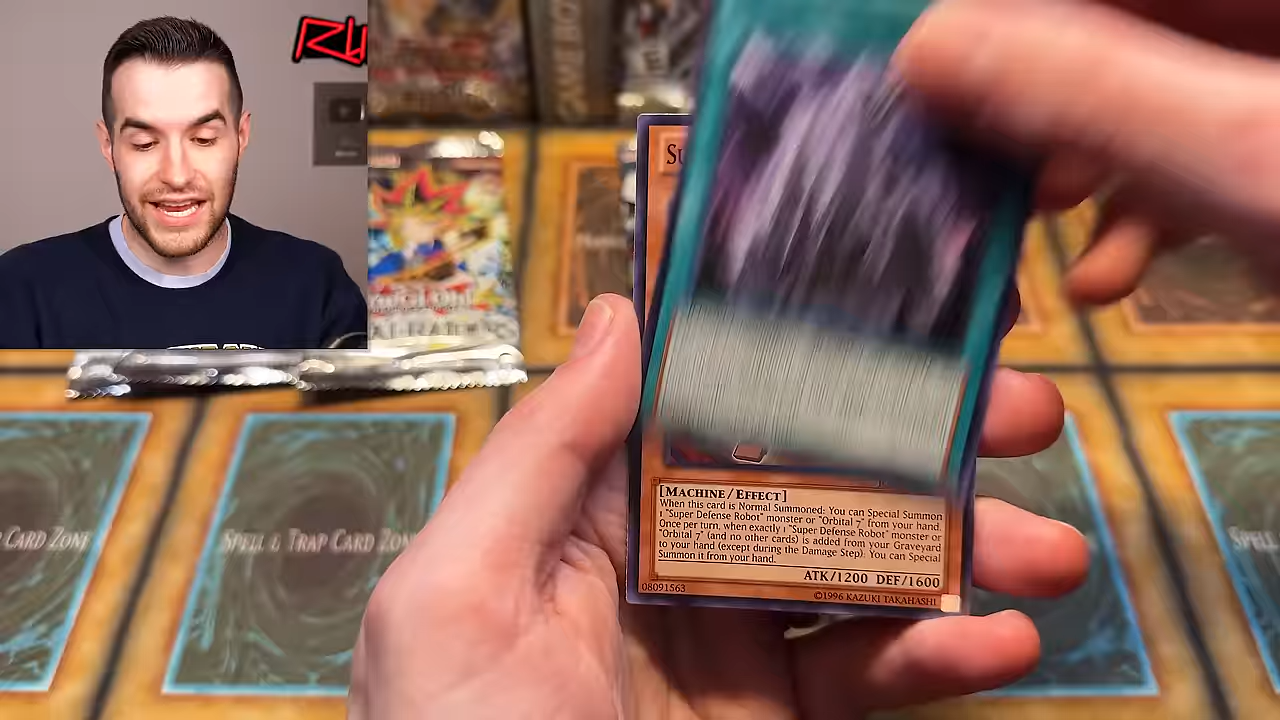 RU
GAME BOY
Su
[MACHINE/EFFECT]
When this card is Normal Summoned: You can Special Summon
1 "Super Defense Robot" monster or "Orbital 7" from your hand.
Once per turn, when exactly 1 "Super Defense Robot" monster or
"Orbital 7" (and no other cards) is added from your Graveyard
to your hand (except during the Damage Step): You can Special
Summon it from your hand.
ATK/1200 DEF/1600
08091563
©1996 KAZUKI TAKAHASHI
CARD ZONE
SPELL & TRAP CARD ZONE
SPELL